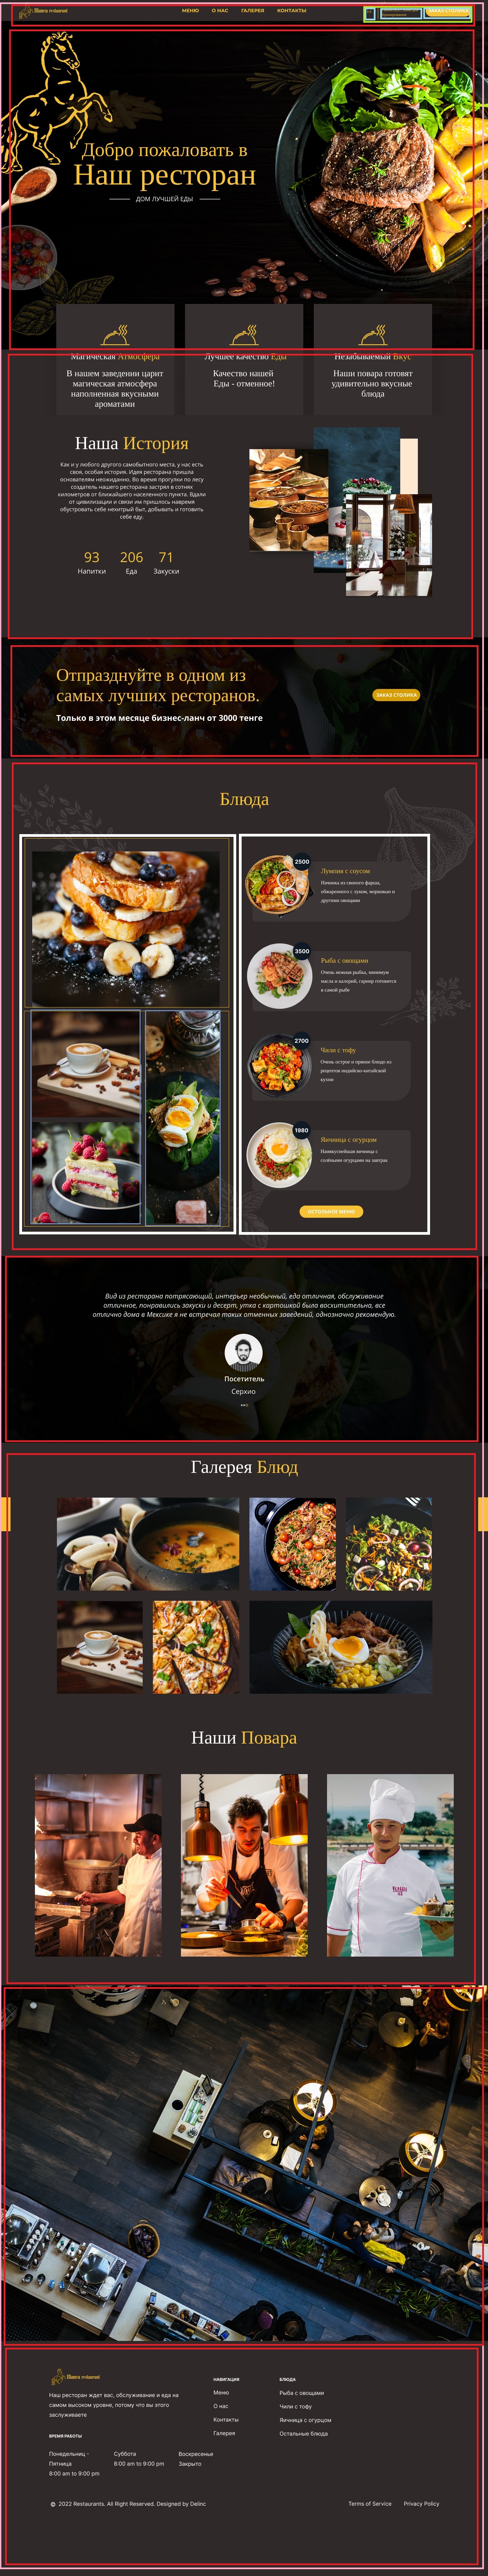 МЕНЮ О НАС ГАЛЕРЕЯ КОНТАКТЫ
ЗАКАЗ СТОЛИКА
Добро пожаловать в
Наш ресторан
ДОМ ЛУЧШЕЙ ЕДЫ
Магическая Атмосфера
В нашем заведении царит
магическая атмосфера
наполненная вкусными
ароматами
Лучшее качество Еды
Качество нашей
Еды - отменное!
Незабываемый Вкус
Наши повара готовят
удивительно вкусные
блюда
Наша История
Как и у любого другого самобытного места, у нас есть
своя, особая история. Идея ресторана пришла
основателям неожиданно. Во время прогулки по лесу
создатель нашего ресторана застрял в сотнях
километров от ближайшего населенного пункта. Вдали
от цивилизации и связи им пришлось навремя
обустровать себе нехитрый быт, добывать и готовить
себе еду.
93 206 71
Напитки Еда Закуски
Отпразднуйте в одном из
самых лучших ресторанов.
Только в этом месяце бизнес-ланч от 3000 тенге
ЗАКАЗ СТОЛИКА
Блюда
2500
Лумпия с соусом
Начинка из свиного фарша,
обжаренного с луком, морковью и
другими овощами
3500
Рыба с овощами
Очень нежная рыбка, минимум
масла и калорий, гарнир готовится
в самой рыбе
2700
Чили с тофу
Очень острое и пряное блюдо из
рецептов индийско-китайской
кухни
1980
Яичница с огурцом
Наивкуснейшая яичница с
солёными огурцами на завтрак
ОСТОЛЬНОЕ МЕНЮ
Вид из ресторана потрясающий, интерьер необычный, еда отличная, обслуживание
отличное, понравились закуски и десерт, утка с картошкой была восхитительна, все
отлично дома в Мексике я не встречал таких отменных заведений, однозначно рекомендую.
Посетитель
Серхио
Галерея Блюд
Наши Повара
Наш ресторан ждет вас, обслуживание и еда на
самом высоком уровне, потому что вы этого
заслуживаете
ВРЕМЯ РАБОТЫ
Понедельниц -
Пятница
8:00 am to 9:00 pm
Суббота
8:00 am to 9:00 pm
Воскресенье
Закрыто
НАВИГАЦИЯ
Меню
О нас
Контакты
Галерея
БЛЮДА
Рыба с овощами
Чили с тофу
Яичница с огурцом
Остальные блюда
© 2022 Restaurants. All Right Reserved. Designed by Delinc
Terms of Service Privacy Policy